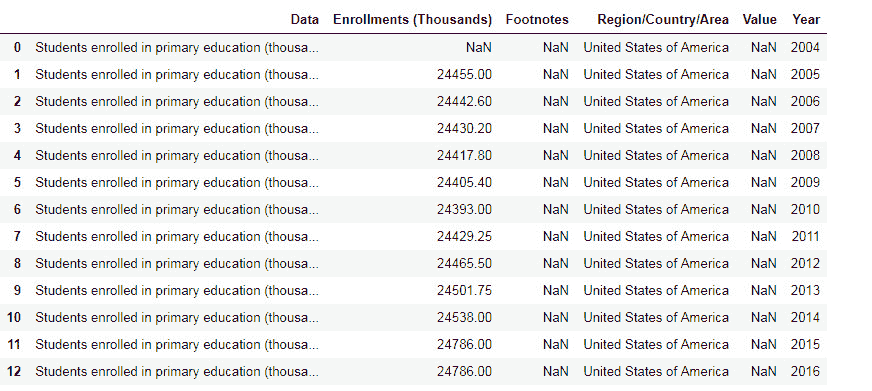 Data Enrollments (Thousands) Footnotes Region/Country/Area Value Year
0 Students enrolled in primary education (thousa... NaN NaN United States of America NaN 2004
1 Students enrolled in primary education (thousa... 24455.00 NaN United States of America NaN 2005
2 Students enrolled in primary education (thousa... 24442.60 NaN United States of America NaN 2006
3 Students enrolled in primary education (thousa... 24430.20 NaN United States of America NaN 2007
4 Students enrolled in primary education (thousa... 24417.80 NaN United States of America NaN 2008
5 Students enrolled in primary education (thousa... 24405.40 NaN United States of America NaN 2009
6 Students enrolled in primary education (thousa... 24393.00 NaN United States of America NaN 2010
7 Students enrolled in primary education (thousa... 24429.25 NaN United States of America NaN 2011
8 Students enrolled in primary education (thousa... 24465.50 NaN United States of America NaN 2012
9 Students enrolled in primary education (thousa... 24501.75 NaN United States of America NaN 2013
10 Students enrolled in primary education (thousa... 24538.00 NaN United States of America NaN 2014
11 Students enrolled in primary education (thousa... 24786.00 NaN United States of America NaN 2015
12 Students enrolled in primary education (thousa... 24786.00 NaN United States of America NaN 2016